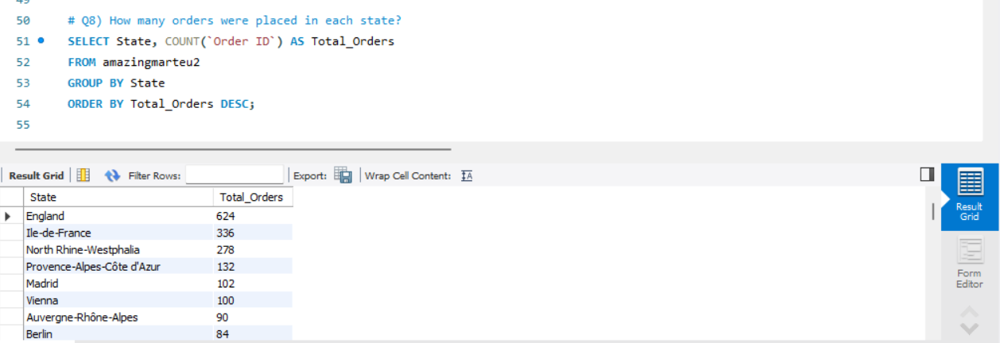 49
50 # Q8) How many orders were placed in each state?
51 SELECT State, COUNT(`Order ID`) AS Total_Orders
52 FROM amazingmarteu2
53 GROUP BY State
54 ORDER BY Total_Orders DESC;
55
Result Grid Filter Rows: Export: Wrap Cell Content: IA
State Total_Orders
England 624
Ile-de-France 336
North Rhine-Westphalia 278
Provence-Alpes-Côte d'Azur 132
Madrid 102
Vienna 100
Auvergne-Rhône-Alpes 90
Berlin 84
Result
Grid
Form
Editor